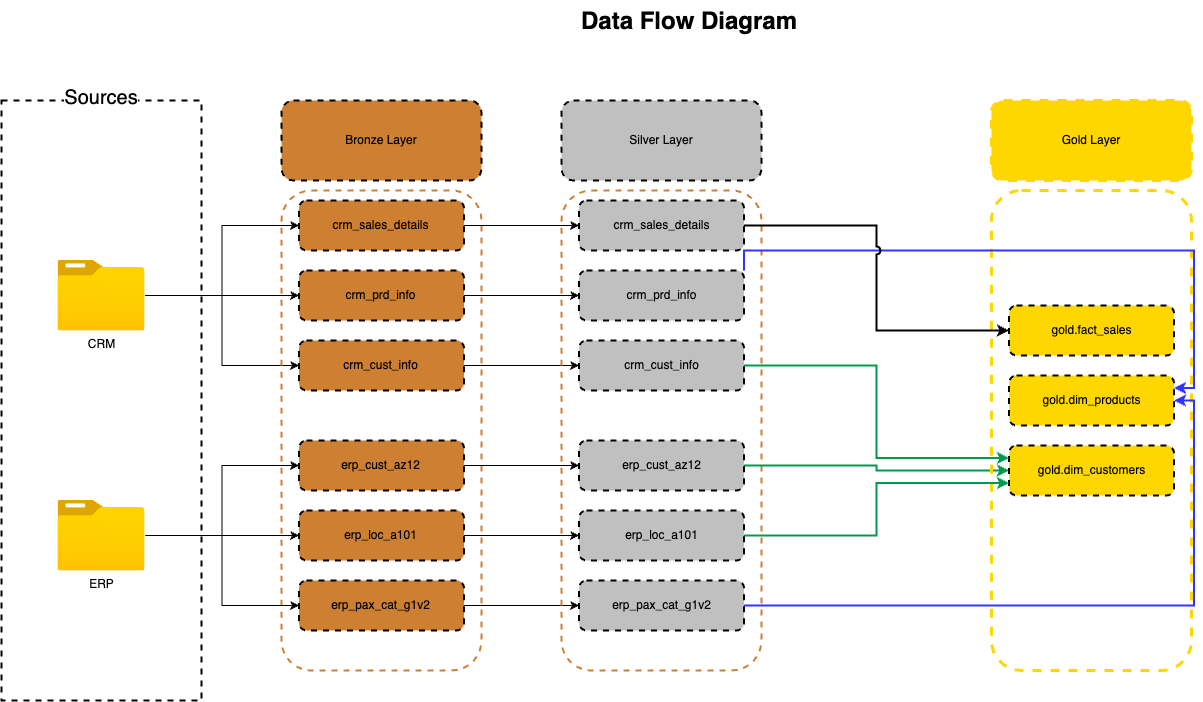 Data Flow Diagram
Sources
Bronze Layer
Silver Layer
Gold Layer
crm_sales_details
crm_sales_details
crm_prd_info
crm_prd_info
gold.fact_sales
CRM
crm_cust_info
crm_cust_info
gold.dim_products
erp_cust_az12
erp_cust_az12
gold.dim_customers
erp_loc_a101
erp_loc_a101
ERP
erp_pax_cat_g1v2
erp_pax_cat_g1v2